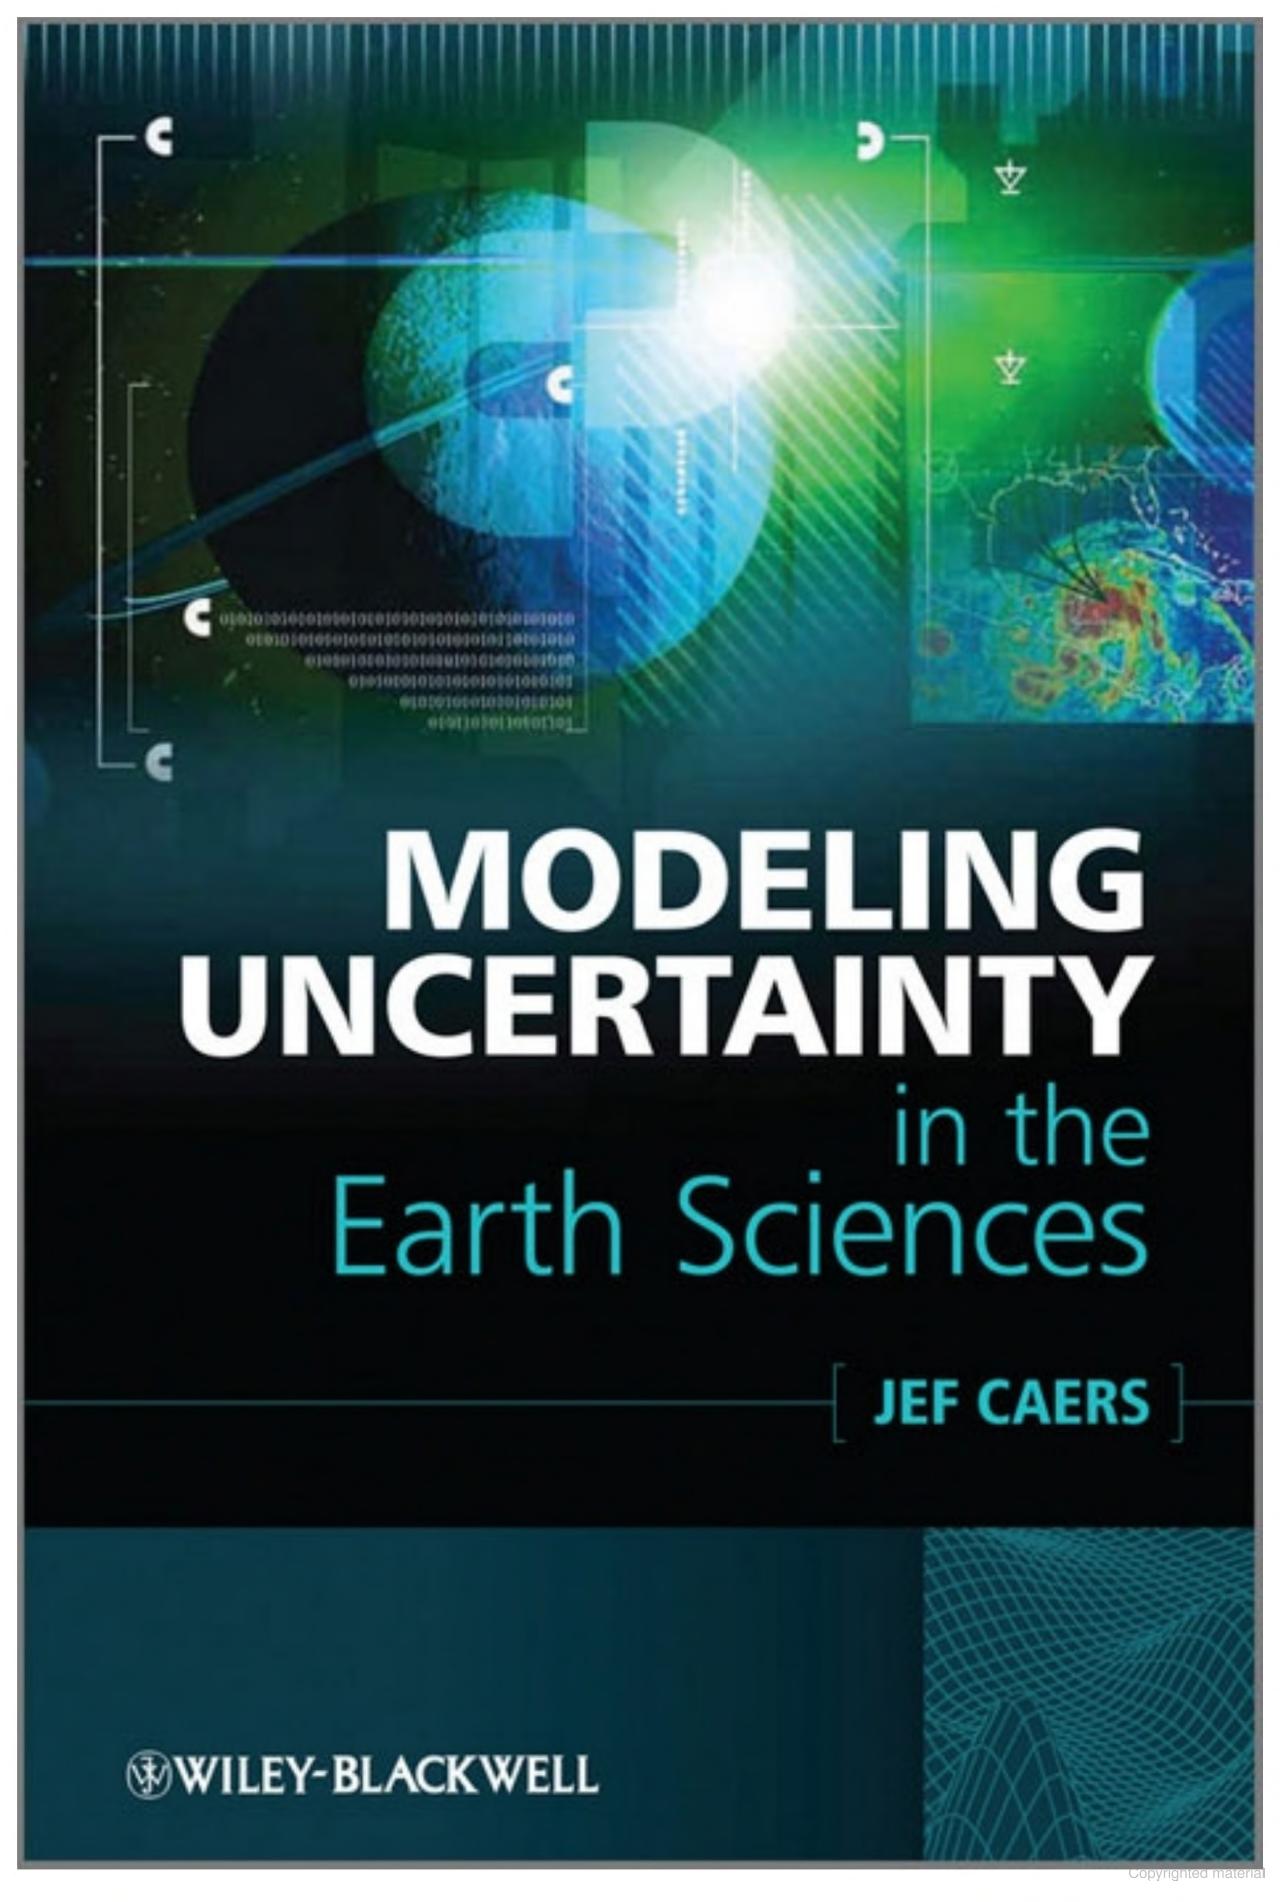 MODELING
UNCERTAINTY
in the
Earth Sciences
JEF CAERS
WILEY-BLACKWELL
Copyrighted material